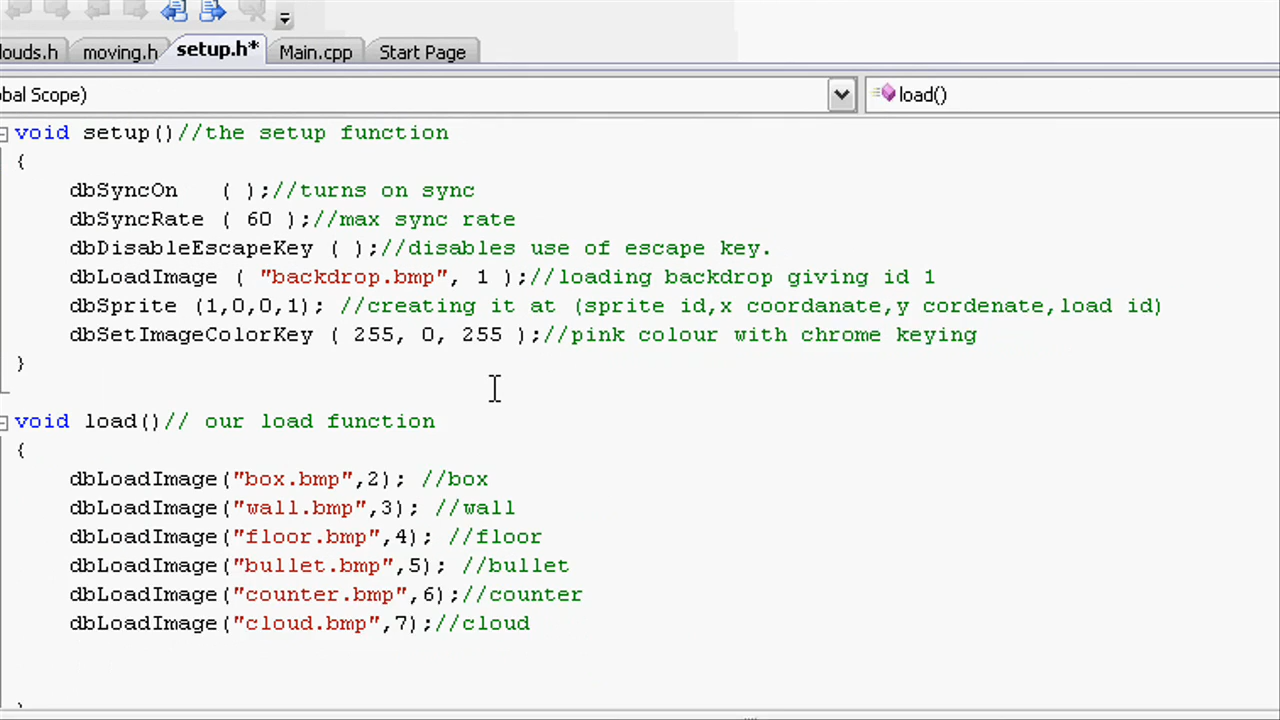 louds.h moving.h setup.h* Main.cpp Start Page
obal Scope) load()
void setup()//the setup function
{
dbSyncOn ( );//turns on sync
dbSyncRate ( 60 );//max sync rate
dbDisableEscapeKey ( );//disables use of escape key.
dbLoadImage ( "backdrop.bmp", 1 );//loading backdrop giving id 1
dbSprite (1,0,0,1); //creating it at (sprite id,x coordanate,y cordenate,load id)
dbSetImageColorKey ( 255, 0, 255 );//pink colour with chrome keying
}
void load()// our load function
{
dbLoadImage("box.bmp",2); //box
dbLoadImage("wall.bmp",3); //wall
dbLoadImage("floor.bmp",4); //floor
dbLoadImage("bullet.bmp",5); //bullet
dbLoadImage("counter.bmp",6);//counter
dbLoadImage("cloud.bmp",7);//cloud